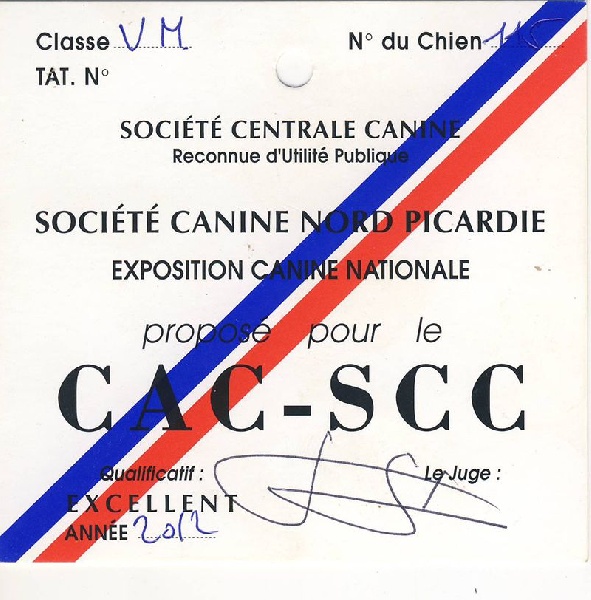 Classe VM N° du Chien 115
TAT. N°
SOCIÉTÉ CENTRALE CANINE
Reconnue d'Utilité Publique
SOCIÉTÉ CANINE NORD PICARDIE
EXPOSITION CANINE NATIONALE
proposé pour le
CAC-SCC
Qualificatif : Le Juge :
EXCELLENT
ANNÉE 2012